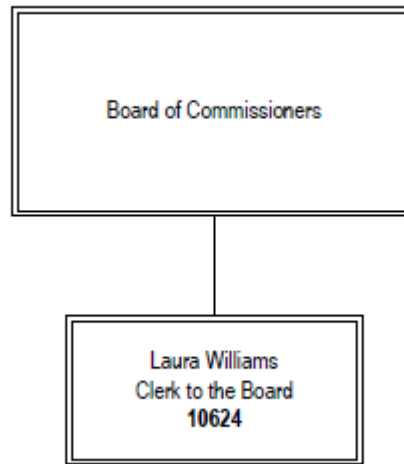 Board of Commissioners
Laura Williams
Clerk to the Board
10624